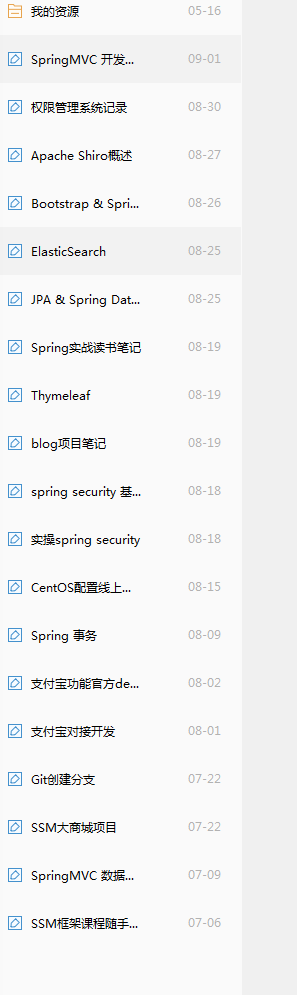 我的资源 05-16
SpringMVC 开发... 09-01
权限管理系统记录 08-30
Apache Shiro概述 08-27
Bootstrap & Spri... 08-26
ElasticSearch 08-25
JPA & Spring Dat... 08-25
Spring实战读书笔记 08-19
Thymeleaf 08-19
blog项目笔记 08-19
spring security 基... 08-18
实操spring security 08-18
CentOS配置线上... 08-15
Spring 事务 08-09
支付宝功能官方de... 08-02
支付宝对接开发 08-01
Git创建分支 07-22
SSM大商城项目 07-22
SpringMVC 数据... 07-09
SSM框架课程随手... 07-06